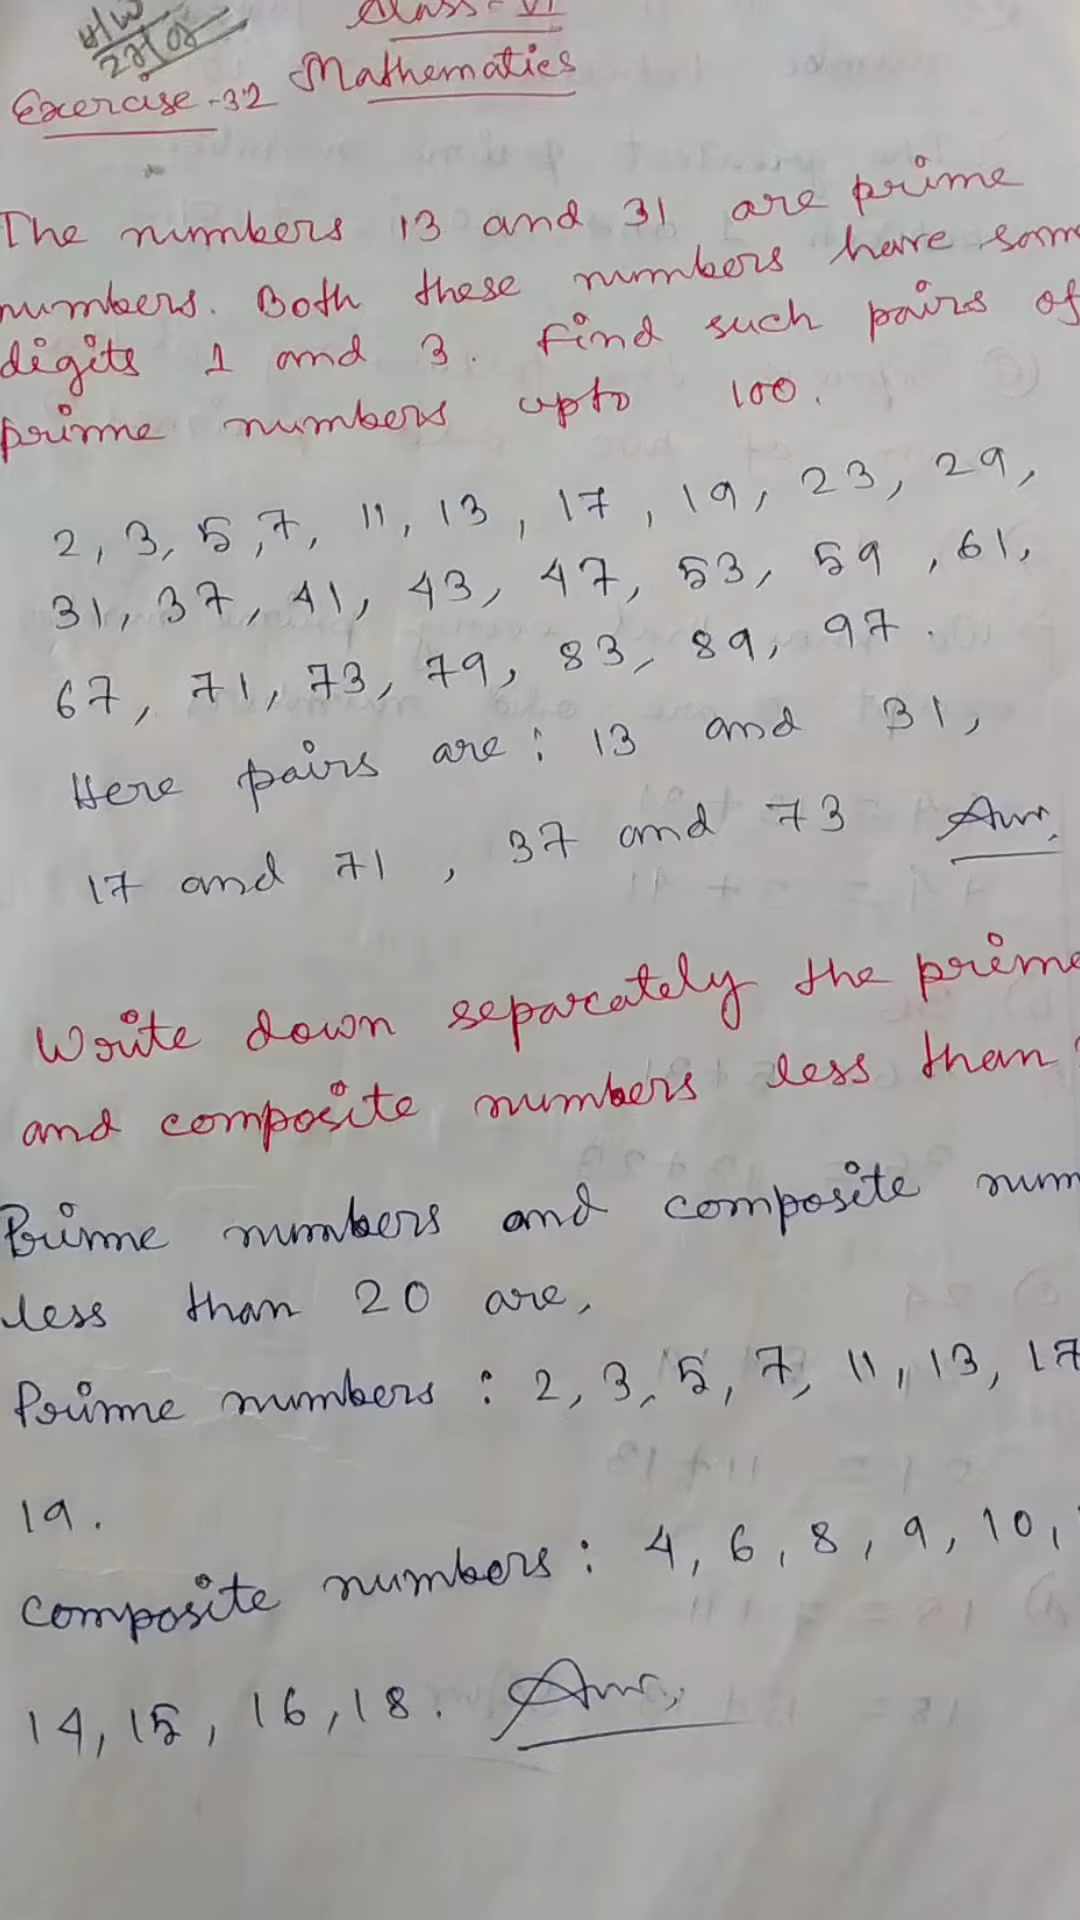 H/W
Class - VI
Exercise - 3.2 Mathematics
The numbers 13 and 31 are prime
numbers. Both these numbers have sam
digits 1 and 3. Find such pairs of
prime numbers upto 100.
2, 3, 5, 7, 11, 13, 17, 19, 23, 29,
31, 37, 41, 43, 47, 53, 59, 61,
67, 71, 73, 79, 83, 89, 97.
Here pairs are: 13 and 31,
17 and 71, 37 and 73 Ans.
Write down separately the prime
and composite numbers less than
Prime numbers and composite num
less than 20 are,
Prime numbers: 2, 3, 5, 7, 11, 13, 17
19.
composite numbers: 4, 6, 8, 9, 10,
14, 15, 16, 18. Ans.